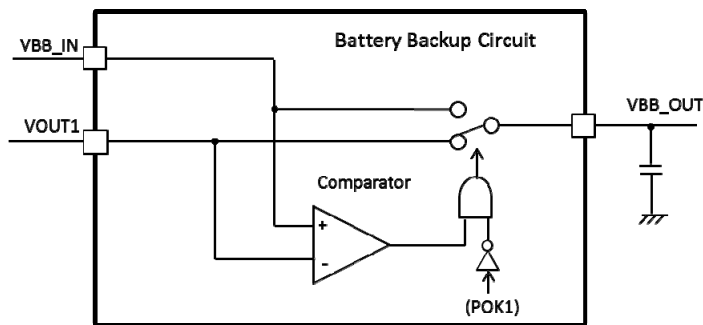 Battery Backup Circuit
VBB_IN
VOUT1
VBB_OUT
Comparator
+
-
(POK1)